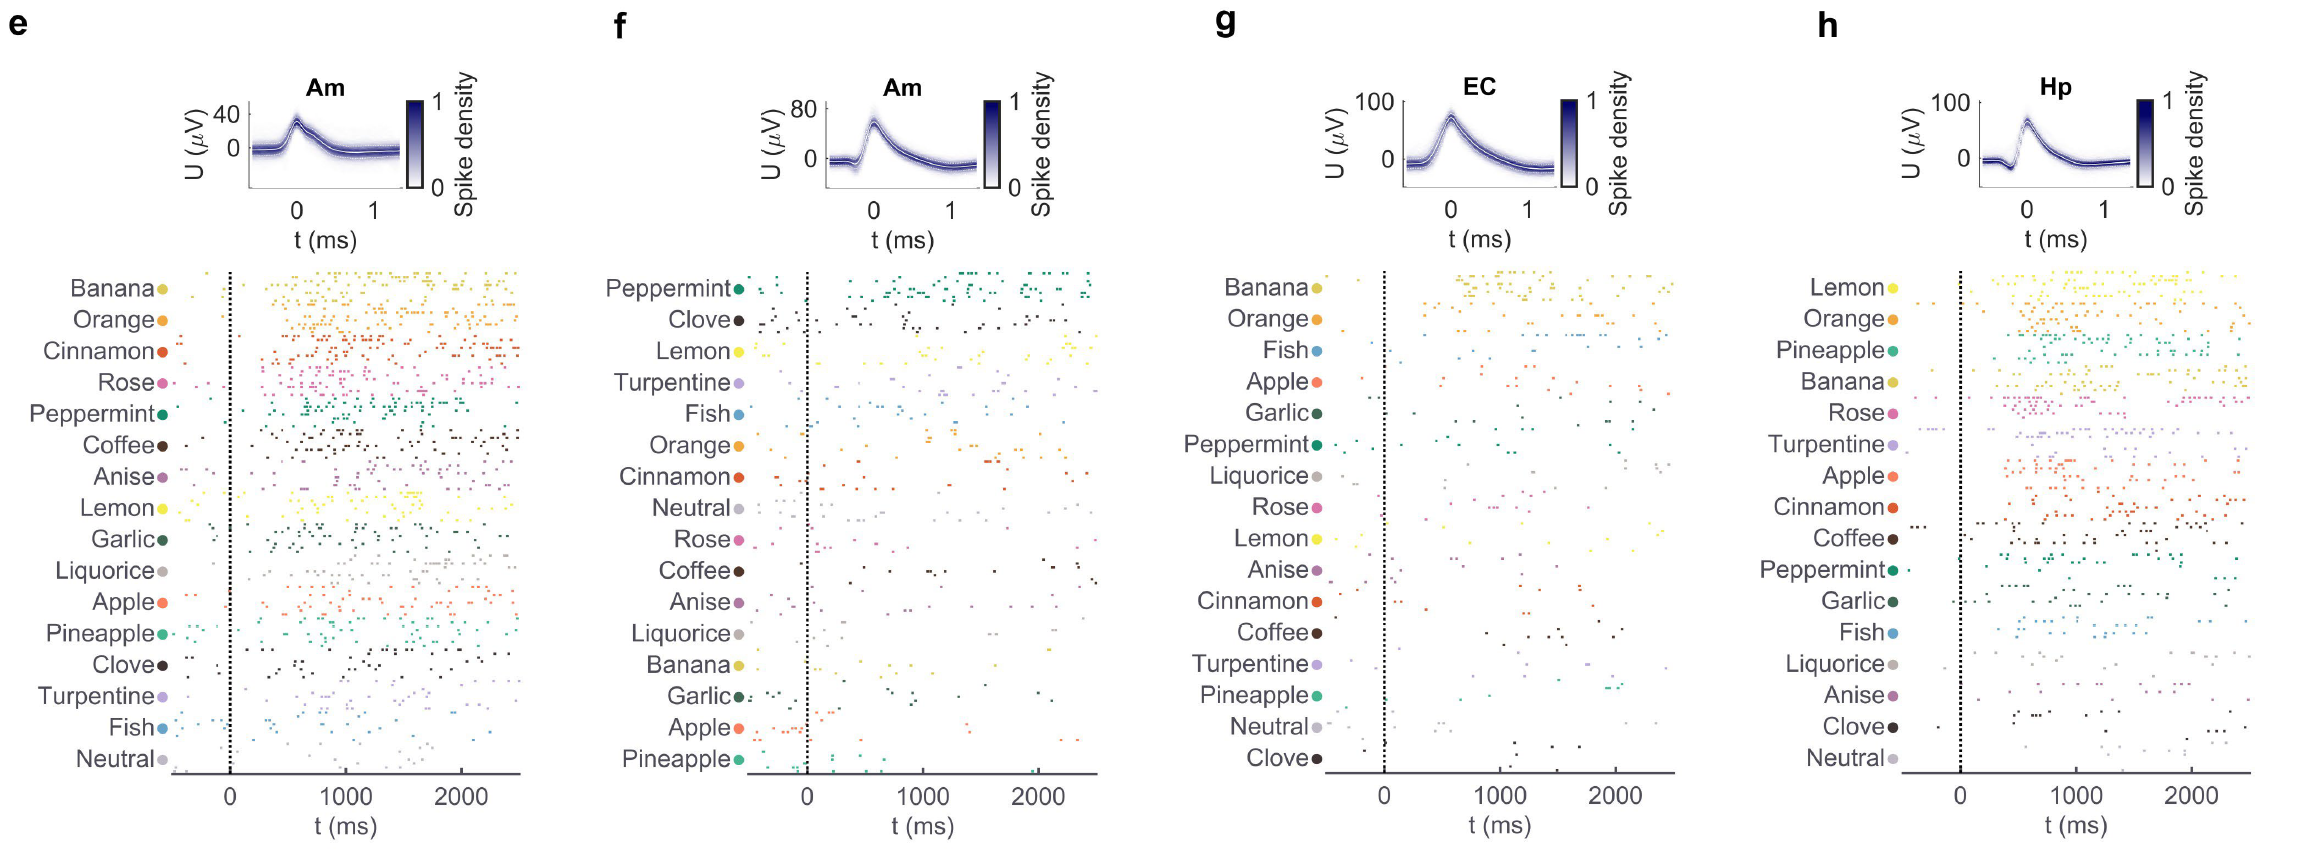 e
Am
40
0
U (μV)
1
0
Spike density
0 1
t (ms)
Banana
Orange
Cinnamon
Rose
Peppermint
Coffee
Anise
Lemon
Garlic
Liquorice
Apple
Pineapple
Clove
Turpentine
Fish
Neutral
0 1000 2000
t (ms)
f
Am
80
0
U (μV)
1
0
Spike density
0 1
t (ms)
Peppermint
Clove
Lemon
Turpentine
Fish
Orange
Cinnamon
Neutral
Rose
Coffee
Anise
Liquorice
Banana
Garlic
Apple
Pineapple
0 1000 2000
t (ms)
g
EC
100
0
U (μV)
1
0
Spike density
0 1
t (ms)
Banana
Orange
Fish
Apple
Garlic
Peppermint
Liquorice
Rose
Lemon
Anise
Cinnamon
Coffee
Turpentine
Pineapple
Neutral
Clove
0 1000 2000
t (ms)
h
Hp
100
0
U (μV)
1
0
Spike density
0 1
t (ms)
Lemon
Orange
Pineapple
Banana
Rose
Turpentine
Apple
Cinnamon
Coffee
Peppermint
Garlic
Fish
Liquorice
Anise
Clove
Neutral
0 1000 2000
t (ms)